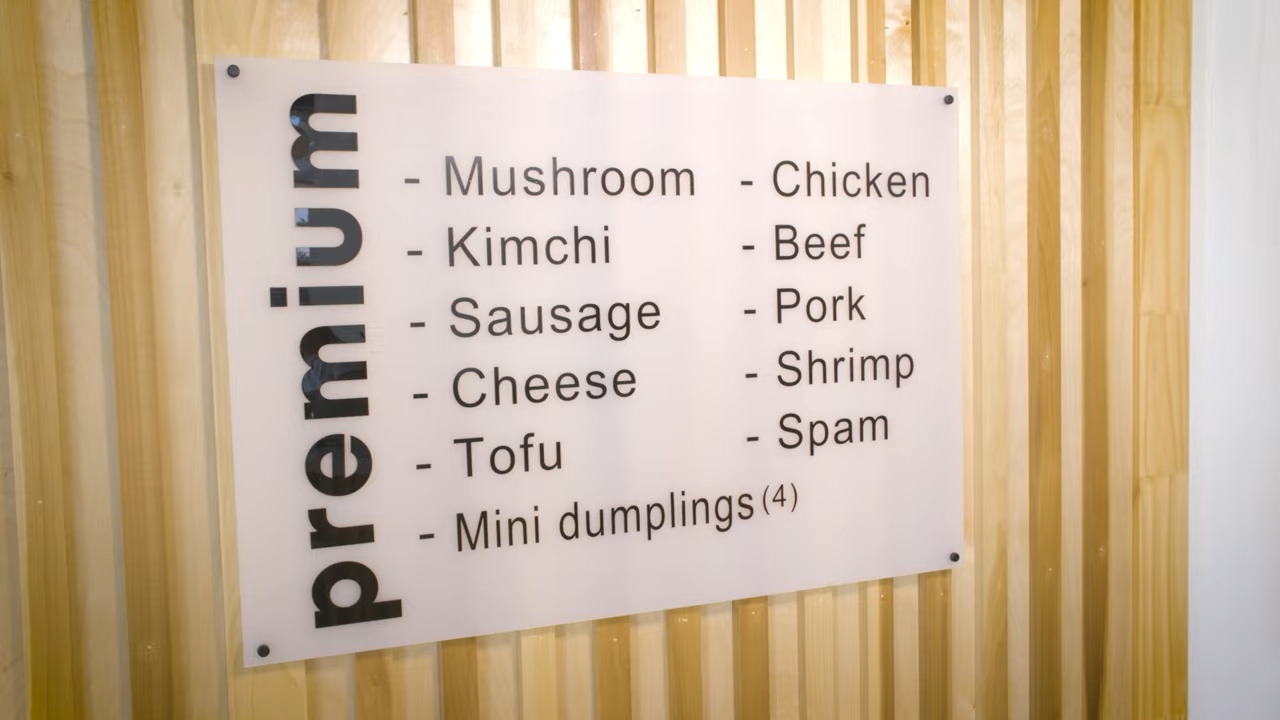 premium
- Mushroom
- Kimchi
- Sausage
- Cheese
- Tofu
- Mini dumplings (4)
- Chicken
- Beef
- Pork
- Shrimp
- Spam